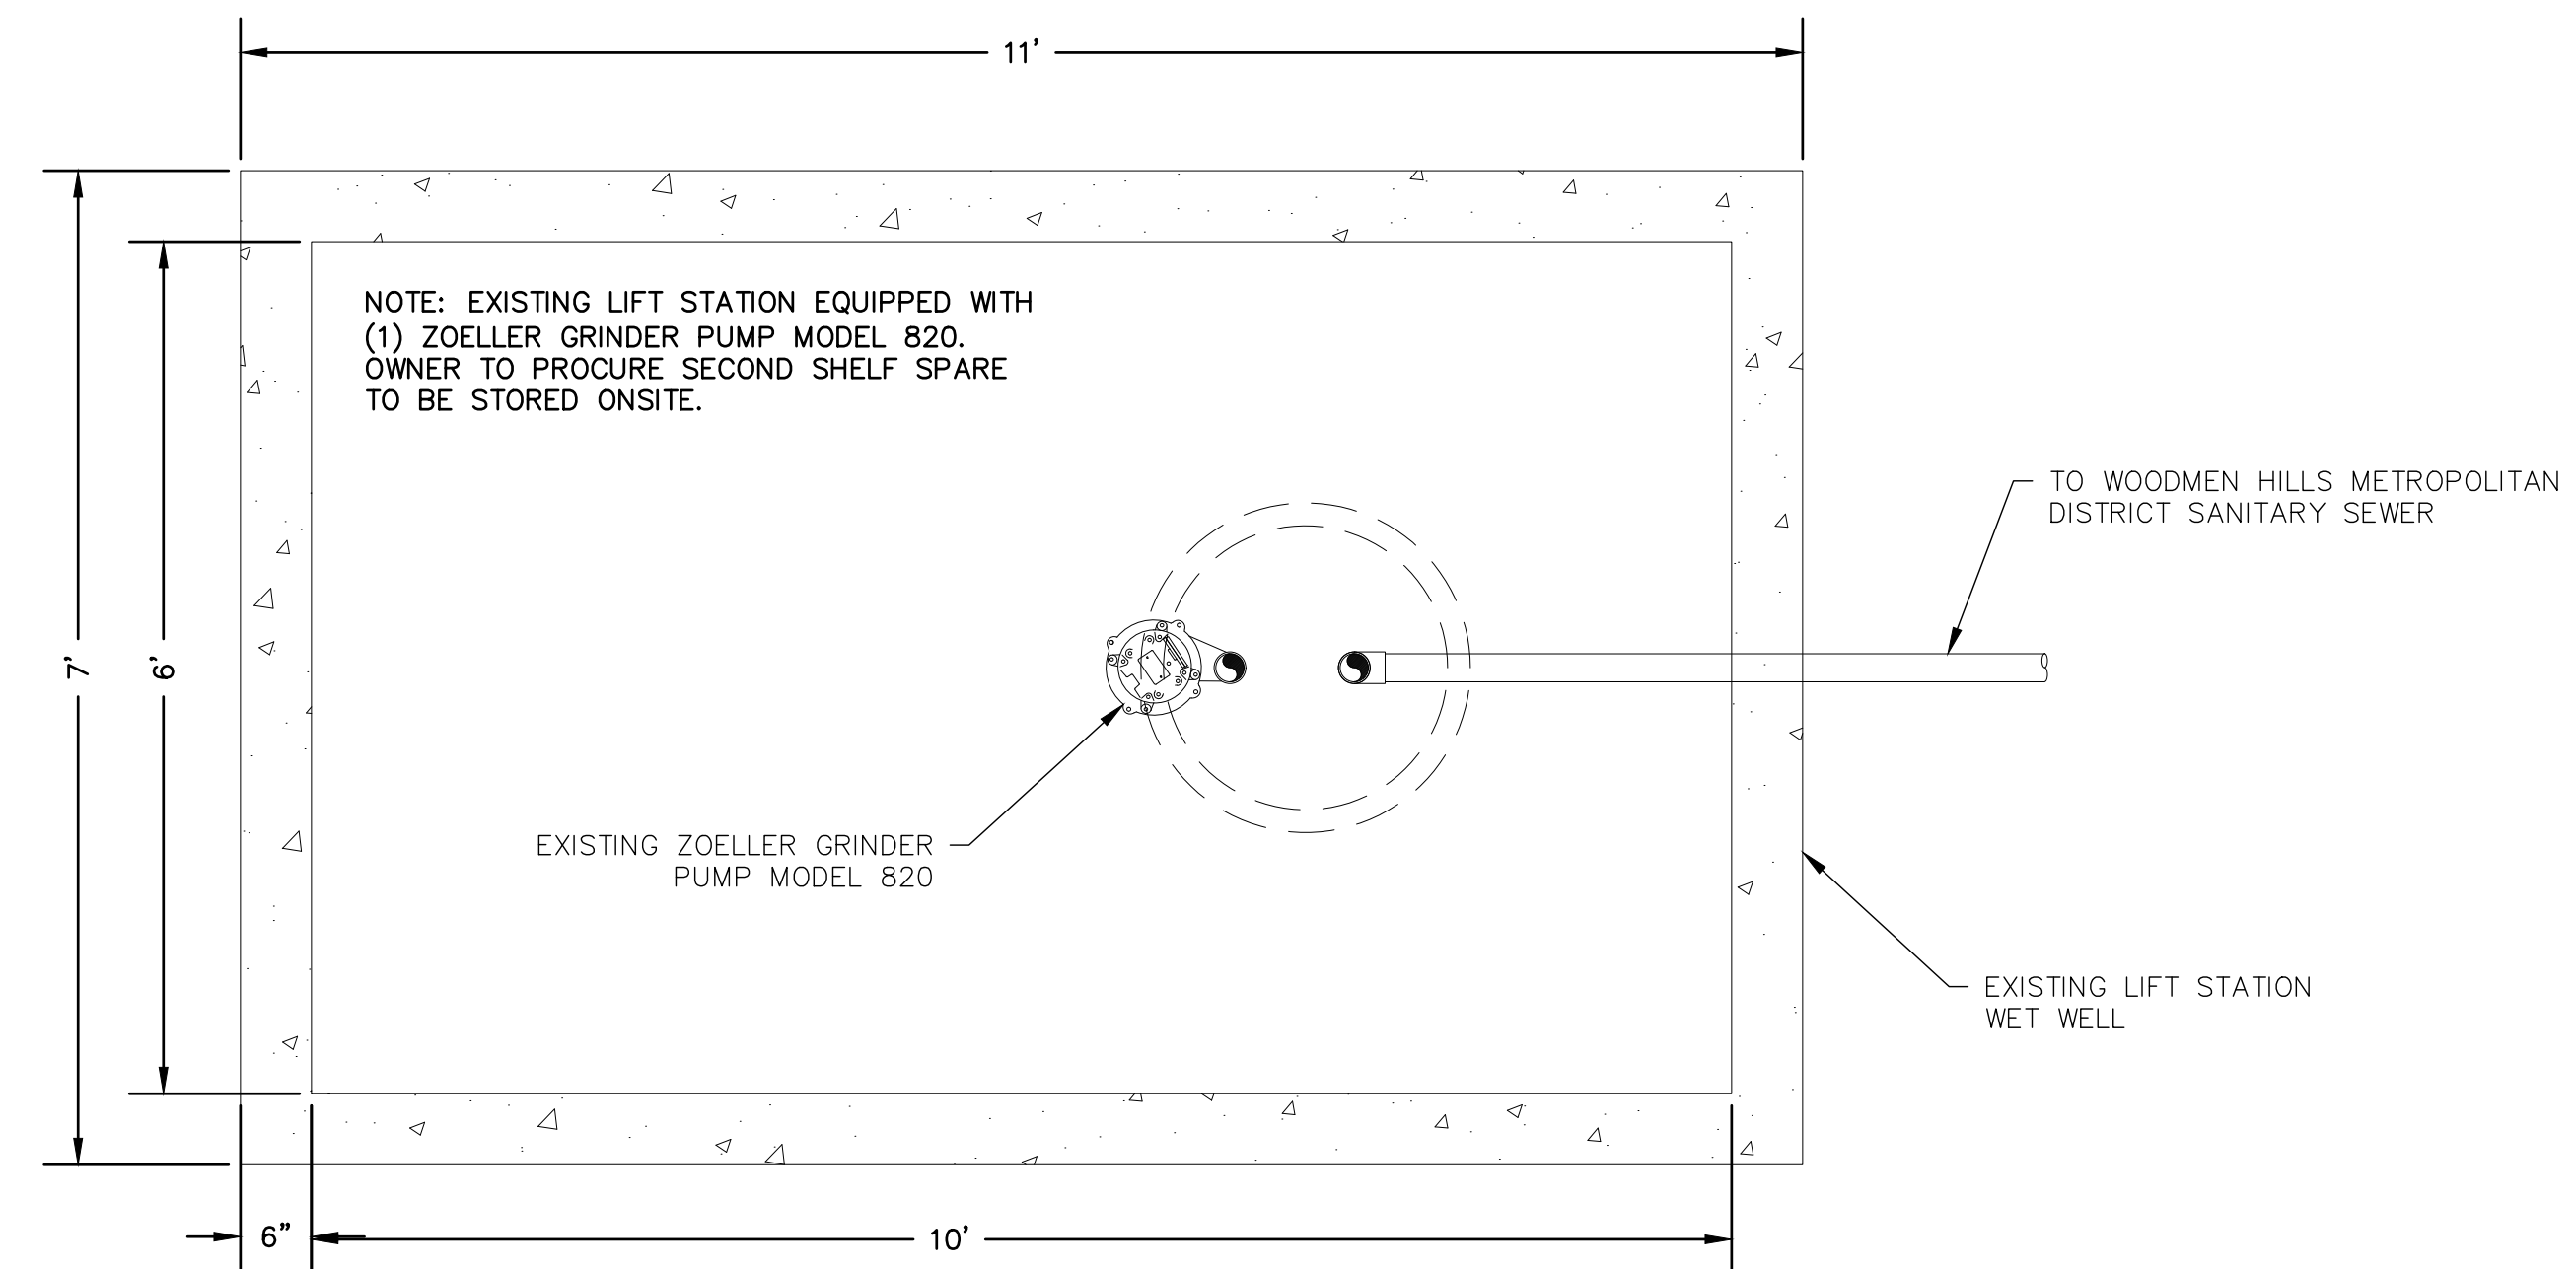 11'
NOTE: EXISTING LIFT STATION EQUIPPED WITH
(1) ZOELLER GRINDER PUMP MODEL 820.
OWNER TO PROCURE SECOND SHELF SPARE
TO BE STORED ONSITE.
TO WOODMEN HILLS METROPOLITAN
DISTRICT SANITARY SEWER
7'
6'
EXISTING ZOELLER GRINDER
PUMP MODEL 820
EXISTING LIFT STATION
WET WELL
6"
10'